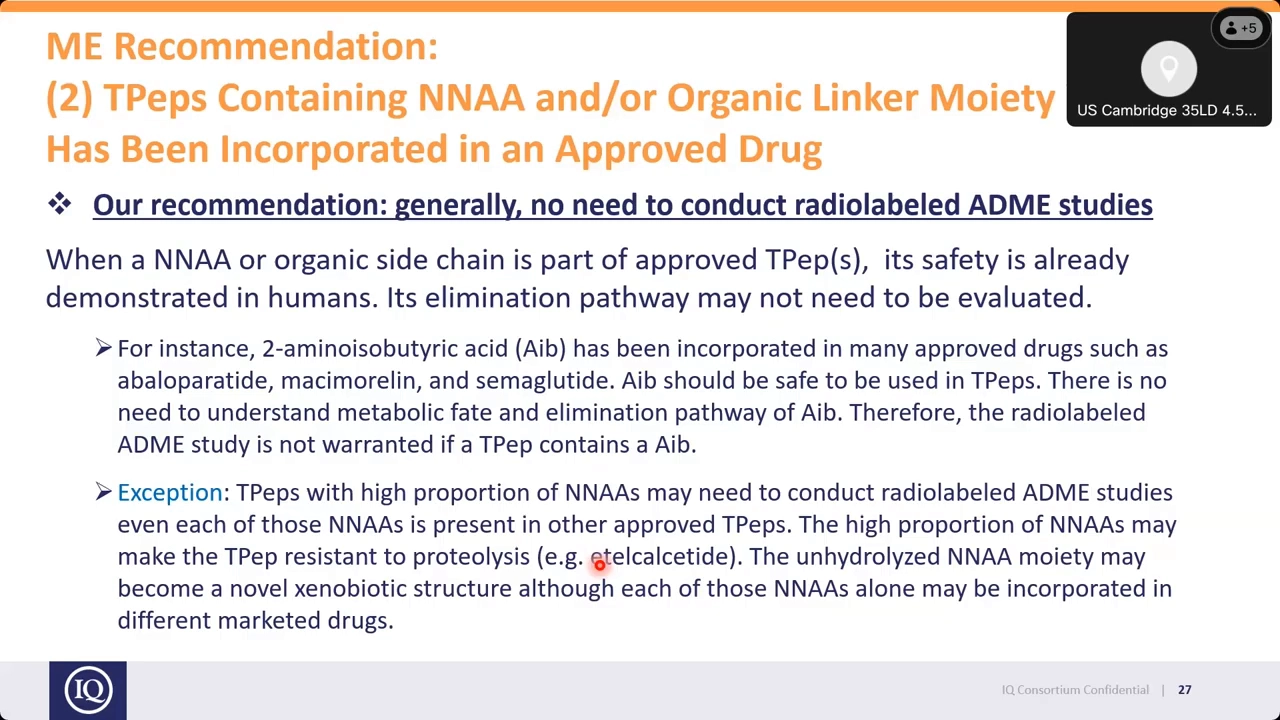 ME Recommendation:
(2) TPeps Containing NNAA and/or Organic Linker Moiety
Has Been Incorporated in an Approved Drug
+5
US Cambridge 35LD 4.5...
❖ Our recommendation: generally, no need to conduct radiolabeled ADME studies
When a NNAA or organic side chain is part of approved TPep(s), its safety is already
demonstrated in humans. Its elimination pathway may not need to be evaluated.
➢ For instance, 2-aminoisobutyric acid (Aib) has been incorporated in many approved drugs such as
abaloparatide, macimorelin, and semaglutide. Aib should be safe to be used in TPeps. There is no
need to understand metabolic fate and elimination pathway of Aib. Therefore, the radiolabeled
ADME study is not warranted if a TPep contains a Aib.
➢ Exception: TPeps with high proportion of NNAAs may need to conduct radiolabeled ADME studies
even each of those NNAAs is present in other approved TPeps. The high proportion of NNAAs may
make the TPep resistant to proteolysis (e.g. etelcalcetide). The unhydrolyzed NNAA moiety may
become a novel xenobiotic structure although each of those NNAAs alone may be incorporated in
different marketed drugs.
IQ
IQ Consortium Confidential | 27